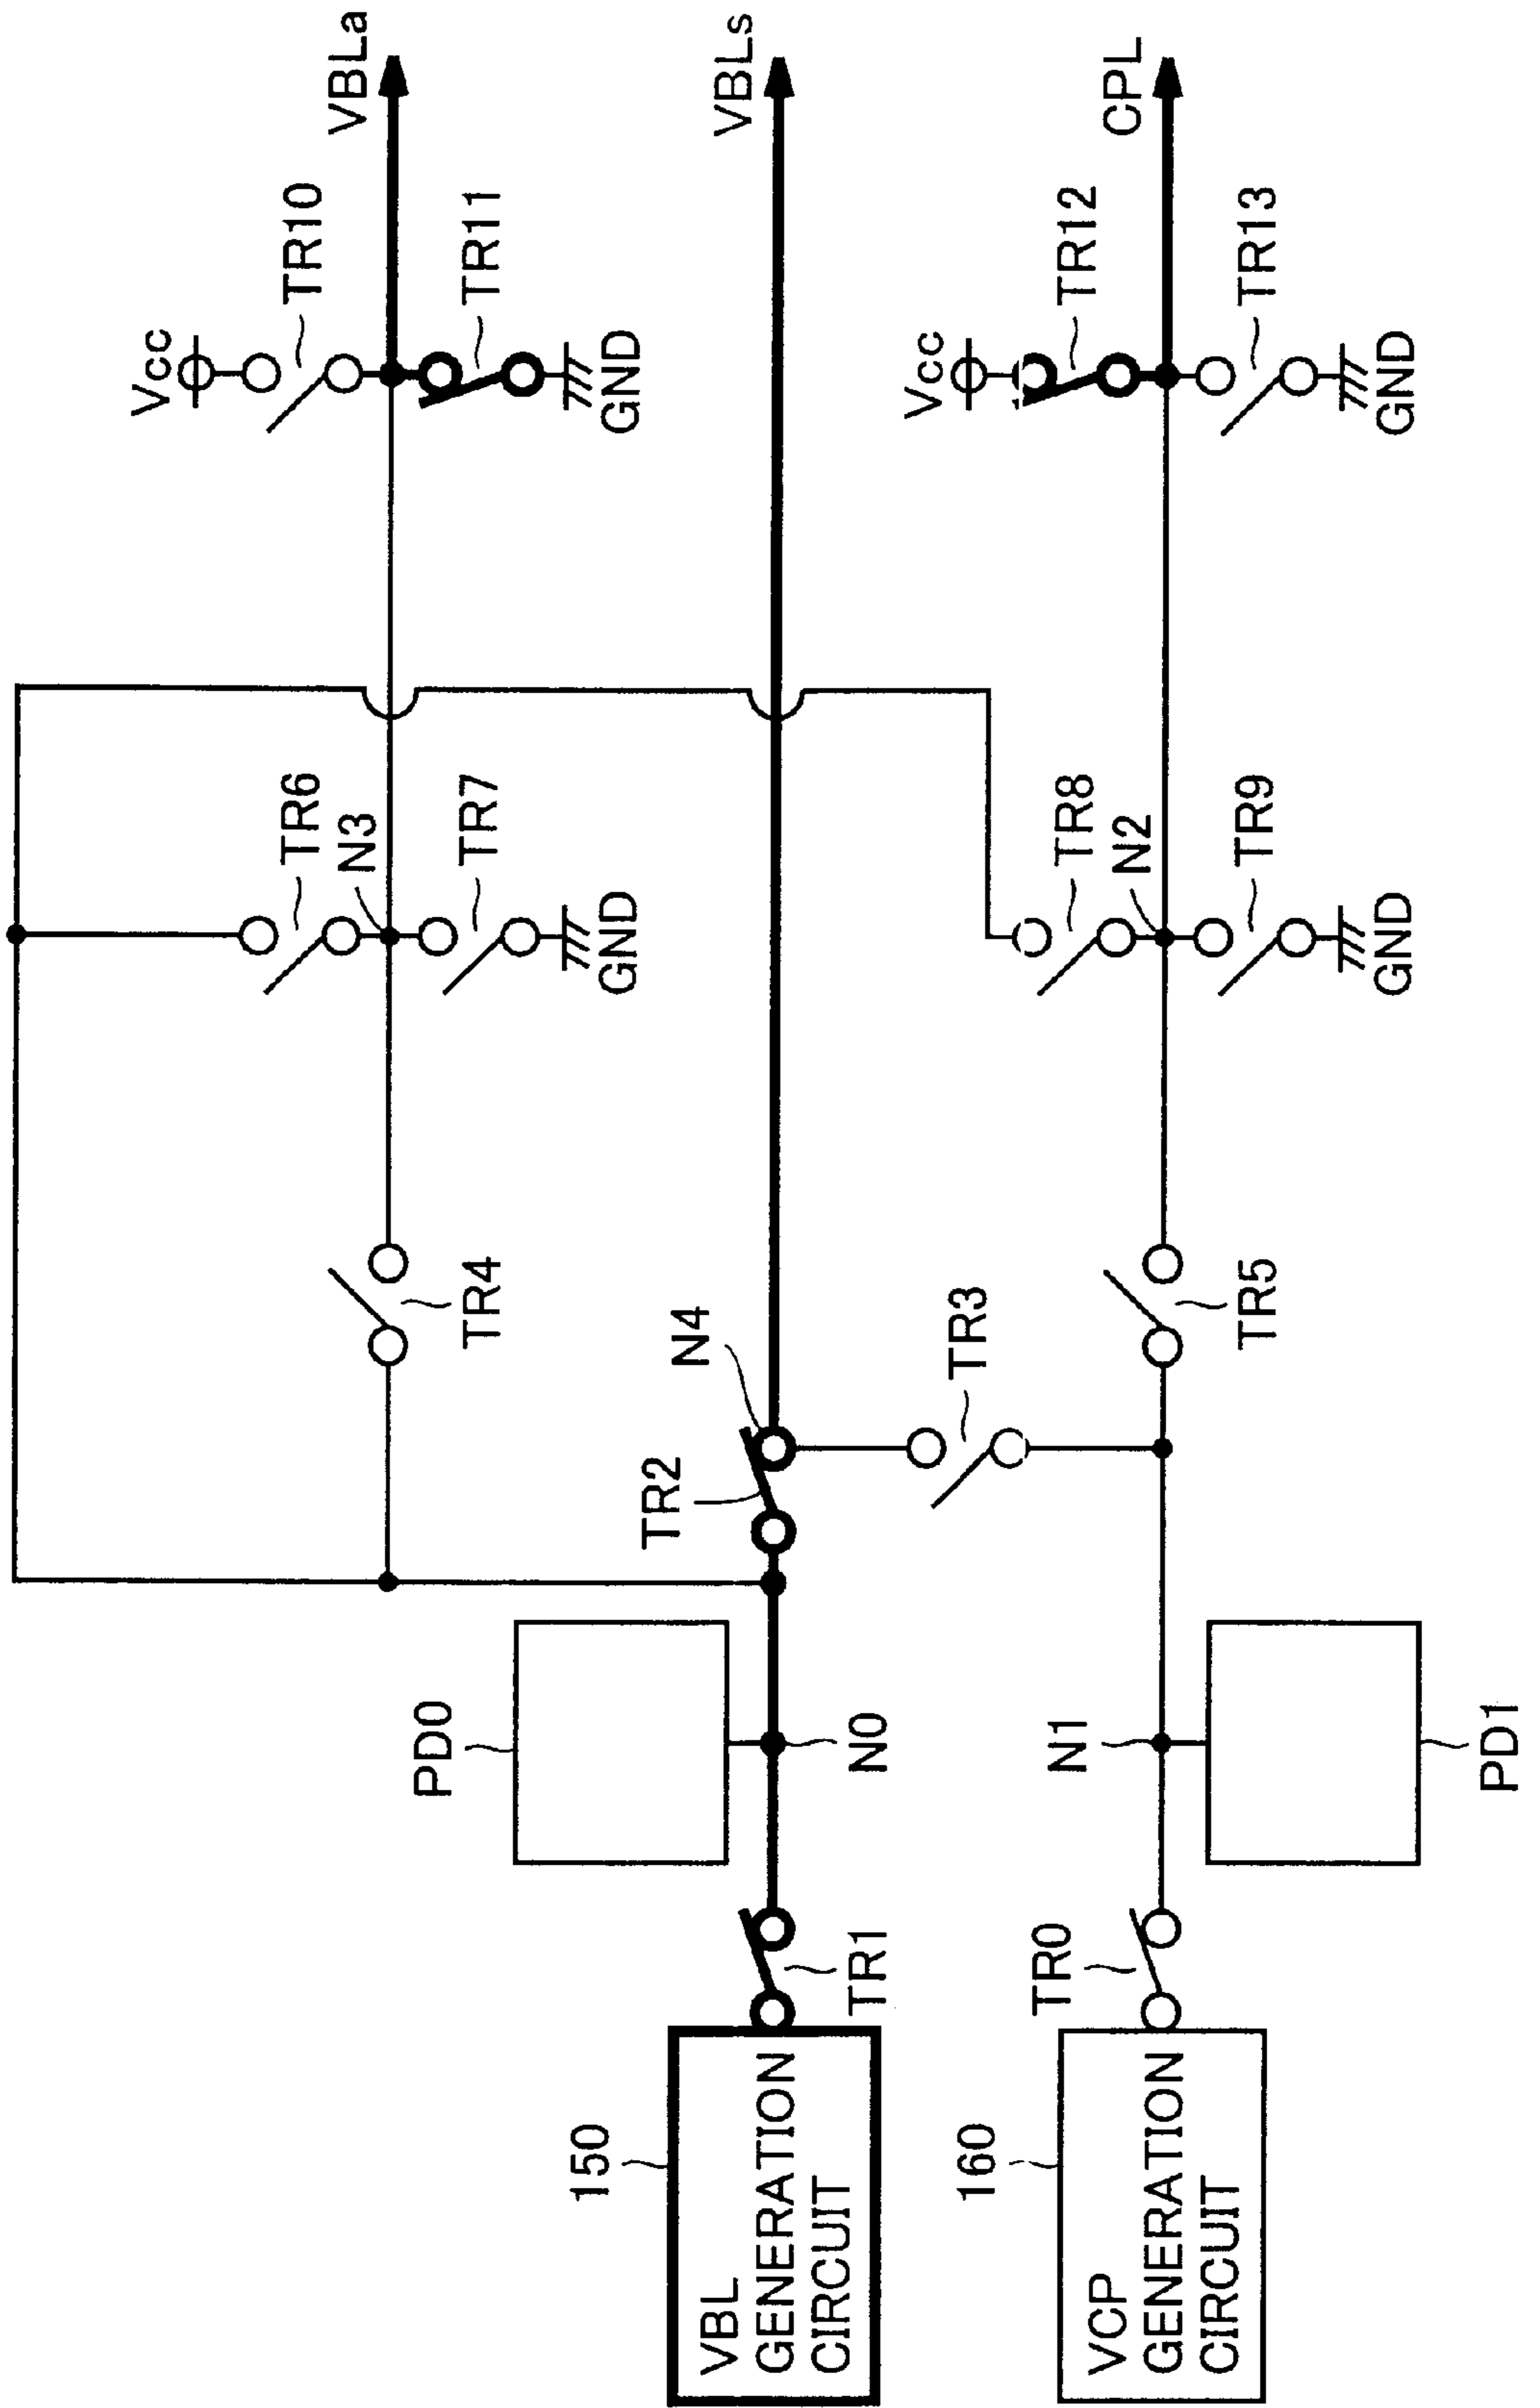 150
VBL
GENERATION
CIRCUIT
TR1
PD0
N0
TR2
N4
VBLs
TR4
TR6
N3
TR7
GND
Vcc
TR10
TR11
GND
VBLa
160
VCP
GENERATION
CIRCUIT
TR0
N1
PD1
TR3
TR5
TR8
N2
TR9
GND
Vcc
TR12
TR13
GND
CPL